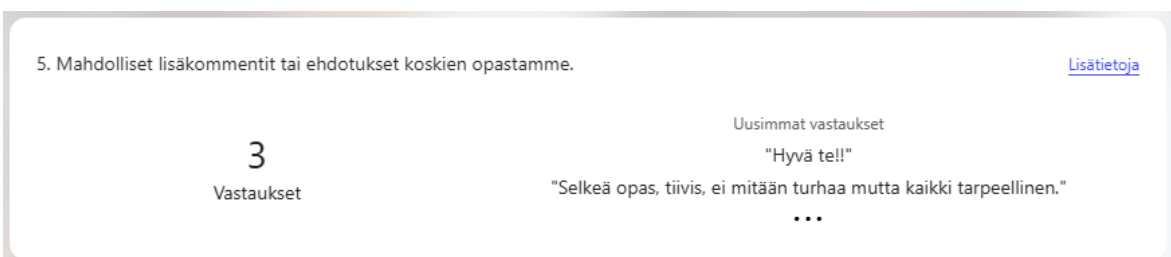 5. Mahdolliset lisäkommentit tai ehdotukset koskien opastamme.
Lisätietoja
3
Vastaukset
Uusimmat vastaukset
"Hyvä te!!"
"Selkeä opas, tiivis, ei mitään turhaa mutta kaikki tarpeellinen."
...